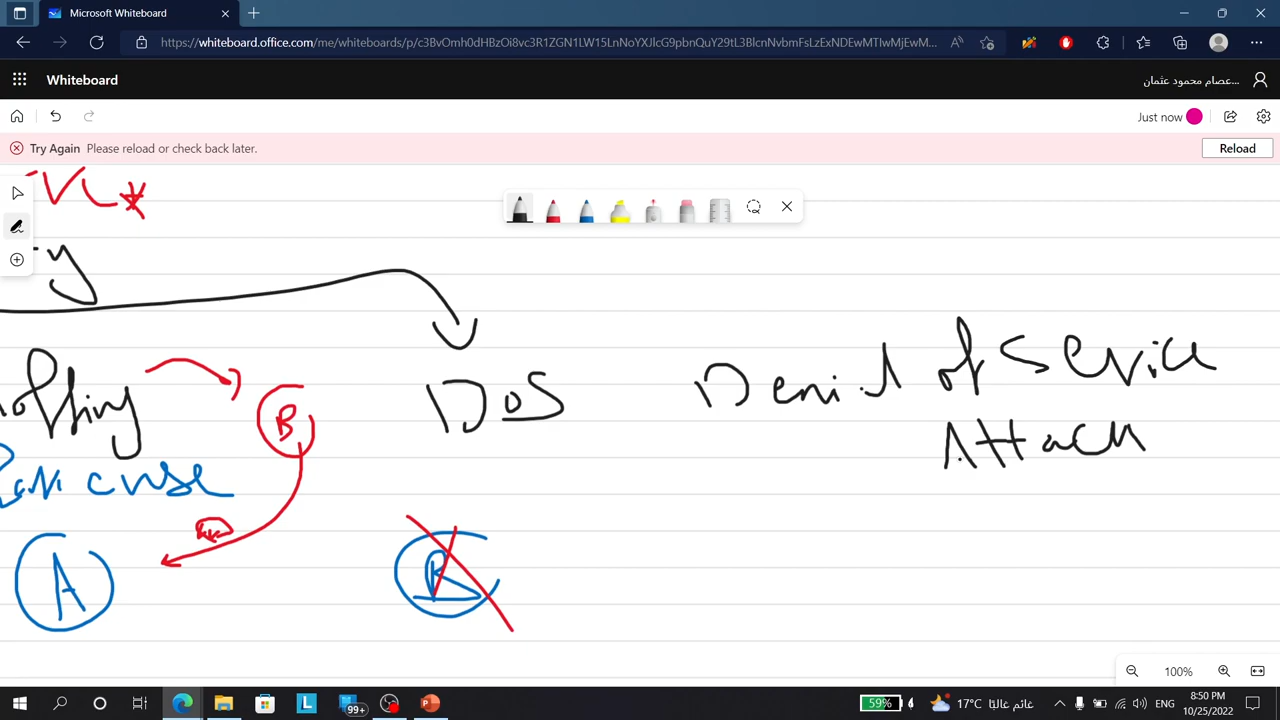 Microsoft Whiteboard
https://whiteboard.office.com/me/whiteboards/p/c3BvOmh0dHBzOi8vc3R1ZGN1LW15LnNoYXJlcG9pbnQuY29tL3BlcnNvbmFsLzExNDEwMTIwMjEwM...
Whiteboard
عصام محمود عثمان...
Just now
Try Again Please reload or check back later.
Reload
B
DoS
Denial of Service
Attack
A
100%
99+
59%
17°C غائم غالبًا
8:50 PM
10/25/2022